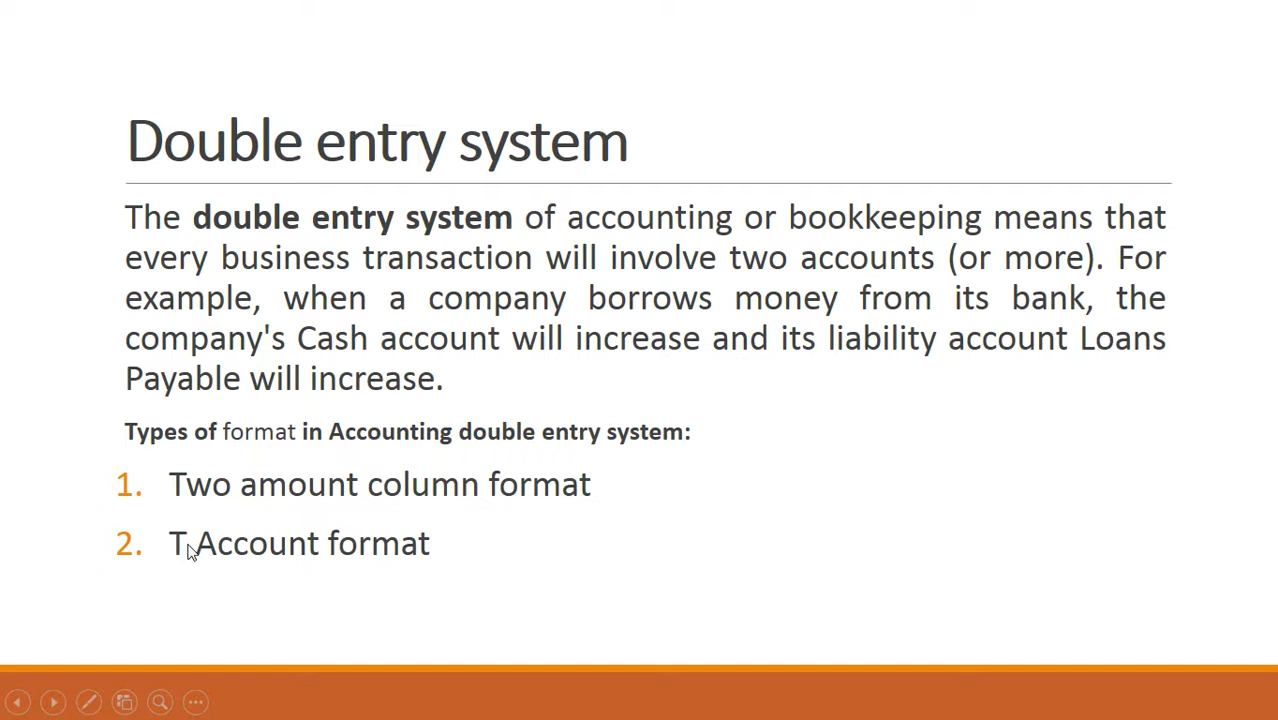 Double entry system
The double entry system of accounting or bookkeeping means that
every business transaction will involve two accounts (or more). For
example, when a company borrows money from its bank, the
company's Cash account will increase and its liability account Loans
Payable will increase.
Types of format in Accounting double entry system:
1. Two amount column format
2. T Account format